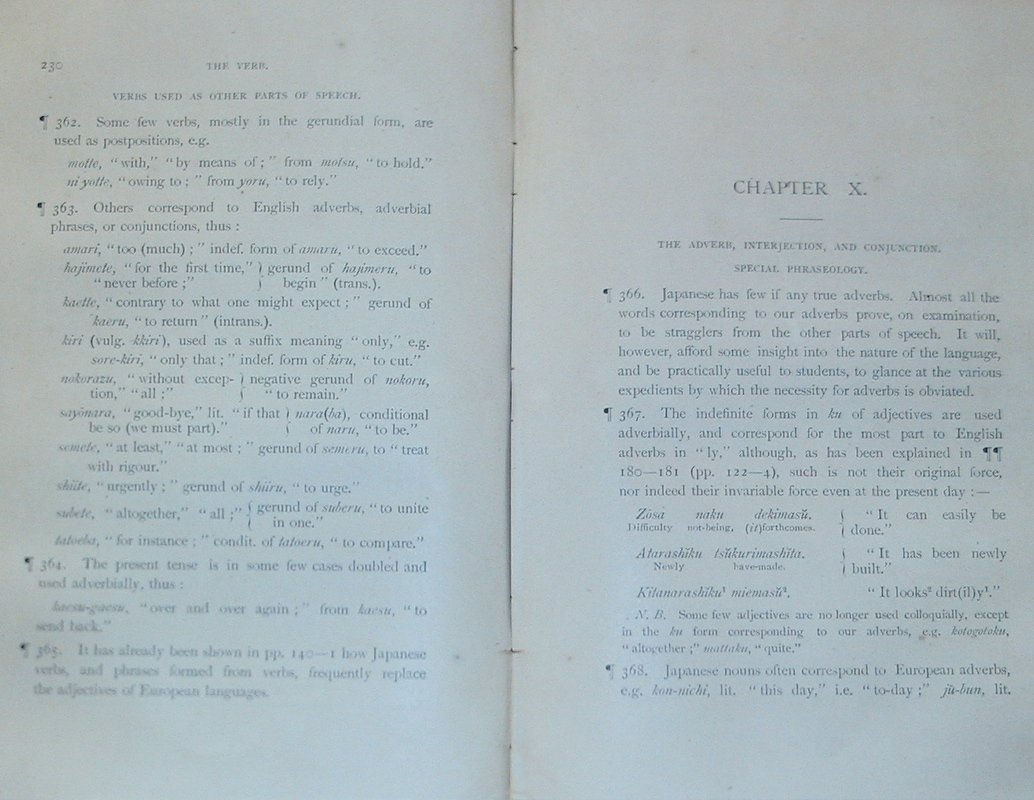 230
THE VERB.
VERBS USED AS OTHER PARTS OF SPEECH.
¶ 362. Some few verbs, mostly in the gerundial form, are
used as postpositions, e.g.
motte, “with,” “by means of;” from motsu, “to hold.”
ni yotte, “owing to;” from yoru, “to rely.”
¶ 363. Others correspond to English adverbs, adverbial
phrases, or conjunctions, thus:
amari, “too (much);” indef. form of amaru, “to exceed.”
hajimete, “for the first time,” } gerund of hajimeru, “to
“never before;” } begin” (trans.).
kaette, “contrary to what one might expect;” gerund of
kaeru, “to return” (intrans.).
kiri (vulg. kkiri), used as a suffix meaning “only,” e.g.
sore-kiri, “only that;” indef. form of kiru, “to cut.”
nokorazu, “without excep- } negative gerund of nokoru,
tion,” “all;” } “to remain.”
sayōnara, “good-bye,” lit. “if that } nara(ba), conditional
be so (we must part).” } of naru, “to be.”
semete, “at least,” “at most;” gerund of semeru, to “treat
with rigour.”
shiite, “urgently;” gerund of shiiru, “to urge.”
subete, “altogether,” “all;” { gerund of suberu, “to unite
{ in one.”
tatoeba, “for instance;” condit. of tatoeru, “to compare.”
¶ 364. The present tense is in some few cases doubled and
used adverbially, thus:
kaesu-gaesu, “over and over again;” from kaesu, “to
send back.”
¶ 365. It has already been shown in pp. 140—1 how Japanese
verbs, and phrases formed from verbs, frequently replace
the adjectives of European languages.
CHAPTER X.
THE ADVERB, INTERJECTION, AND CONJUNCTION.
SPECIAL PHRASEOLOGY.
¶ 366. Japanese has few if any true adverbs. Almost all the
words corresponding to our adverbs prove, on examination,
to be stragglers from the other parts of speech. It will,
however, afford some insight into the nature of the language,
and be practically useful to students, to glance at the various
expedients by which the necessity for adverbs is obviated.
¶ 367. The indefinite forms in ku of adjectives are used
adverbially, and correspond for the most part to English
adverbs in “ly,” although, as has been explained in ¶¶
180—181 (pp. 122—4), such is not their original force,
nor indeed their invariable force even at the present day:—
Zōsa naku dekimasŭ. } “It can easily be
Difficulty not-being, (it)forthcomes. } done.”
Atarashĭku tsŭkurimashĭta. } “It has been newly
Newly have-made. } built.”
Kĭtanarashĭku¹ miemasŭ². “It looks² dirt(il)y¹.”
N. B. Some few adjectives are no longer used colloquially, except
in the ku form corresponding to our adverbs, e.g. kotogotoku,
“altogether;” mattaku, “quite.”
¶ 368. Japanese nouns often correspond to European adverbs,
e.g. kon-nichi, lit. “this day,” i.e. “to-day;” jū-bun, lit.